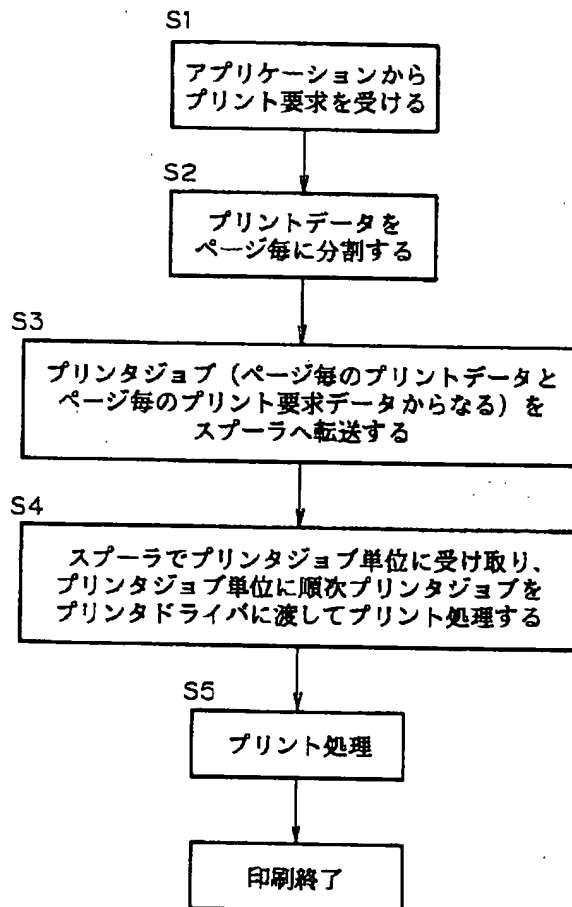 S1
アプリケーションから
プリント要求を受ける
S2
プリントデータを
ページ毎に分割する
S3
プリンタジョブ（ページ毎のプリントデータと
ページ毎のプリント要求データからなる）を
スプーラへ転送する
S4
スプーラでプリンタジョブ単位に受け取り、
プリンタジョブ単位に順次プリンタジョブを
プリンタドライバに渡してプリント処理する
S5
プリント処理
印刷終了